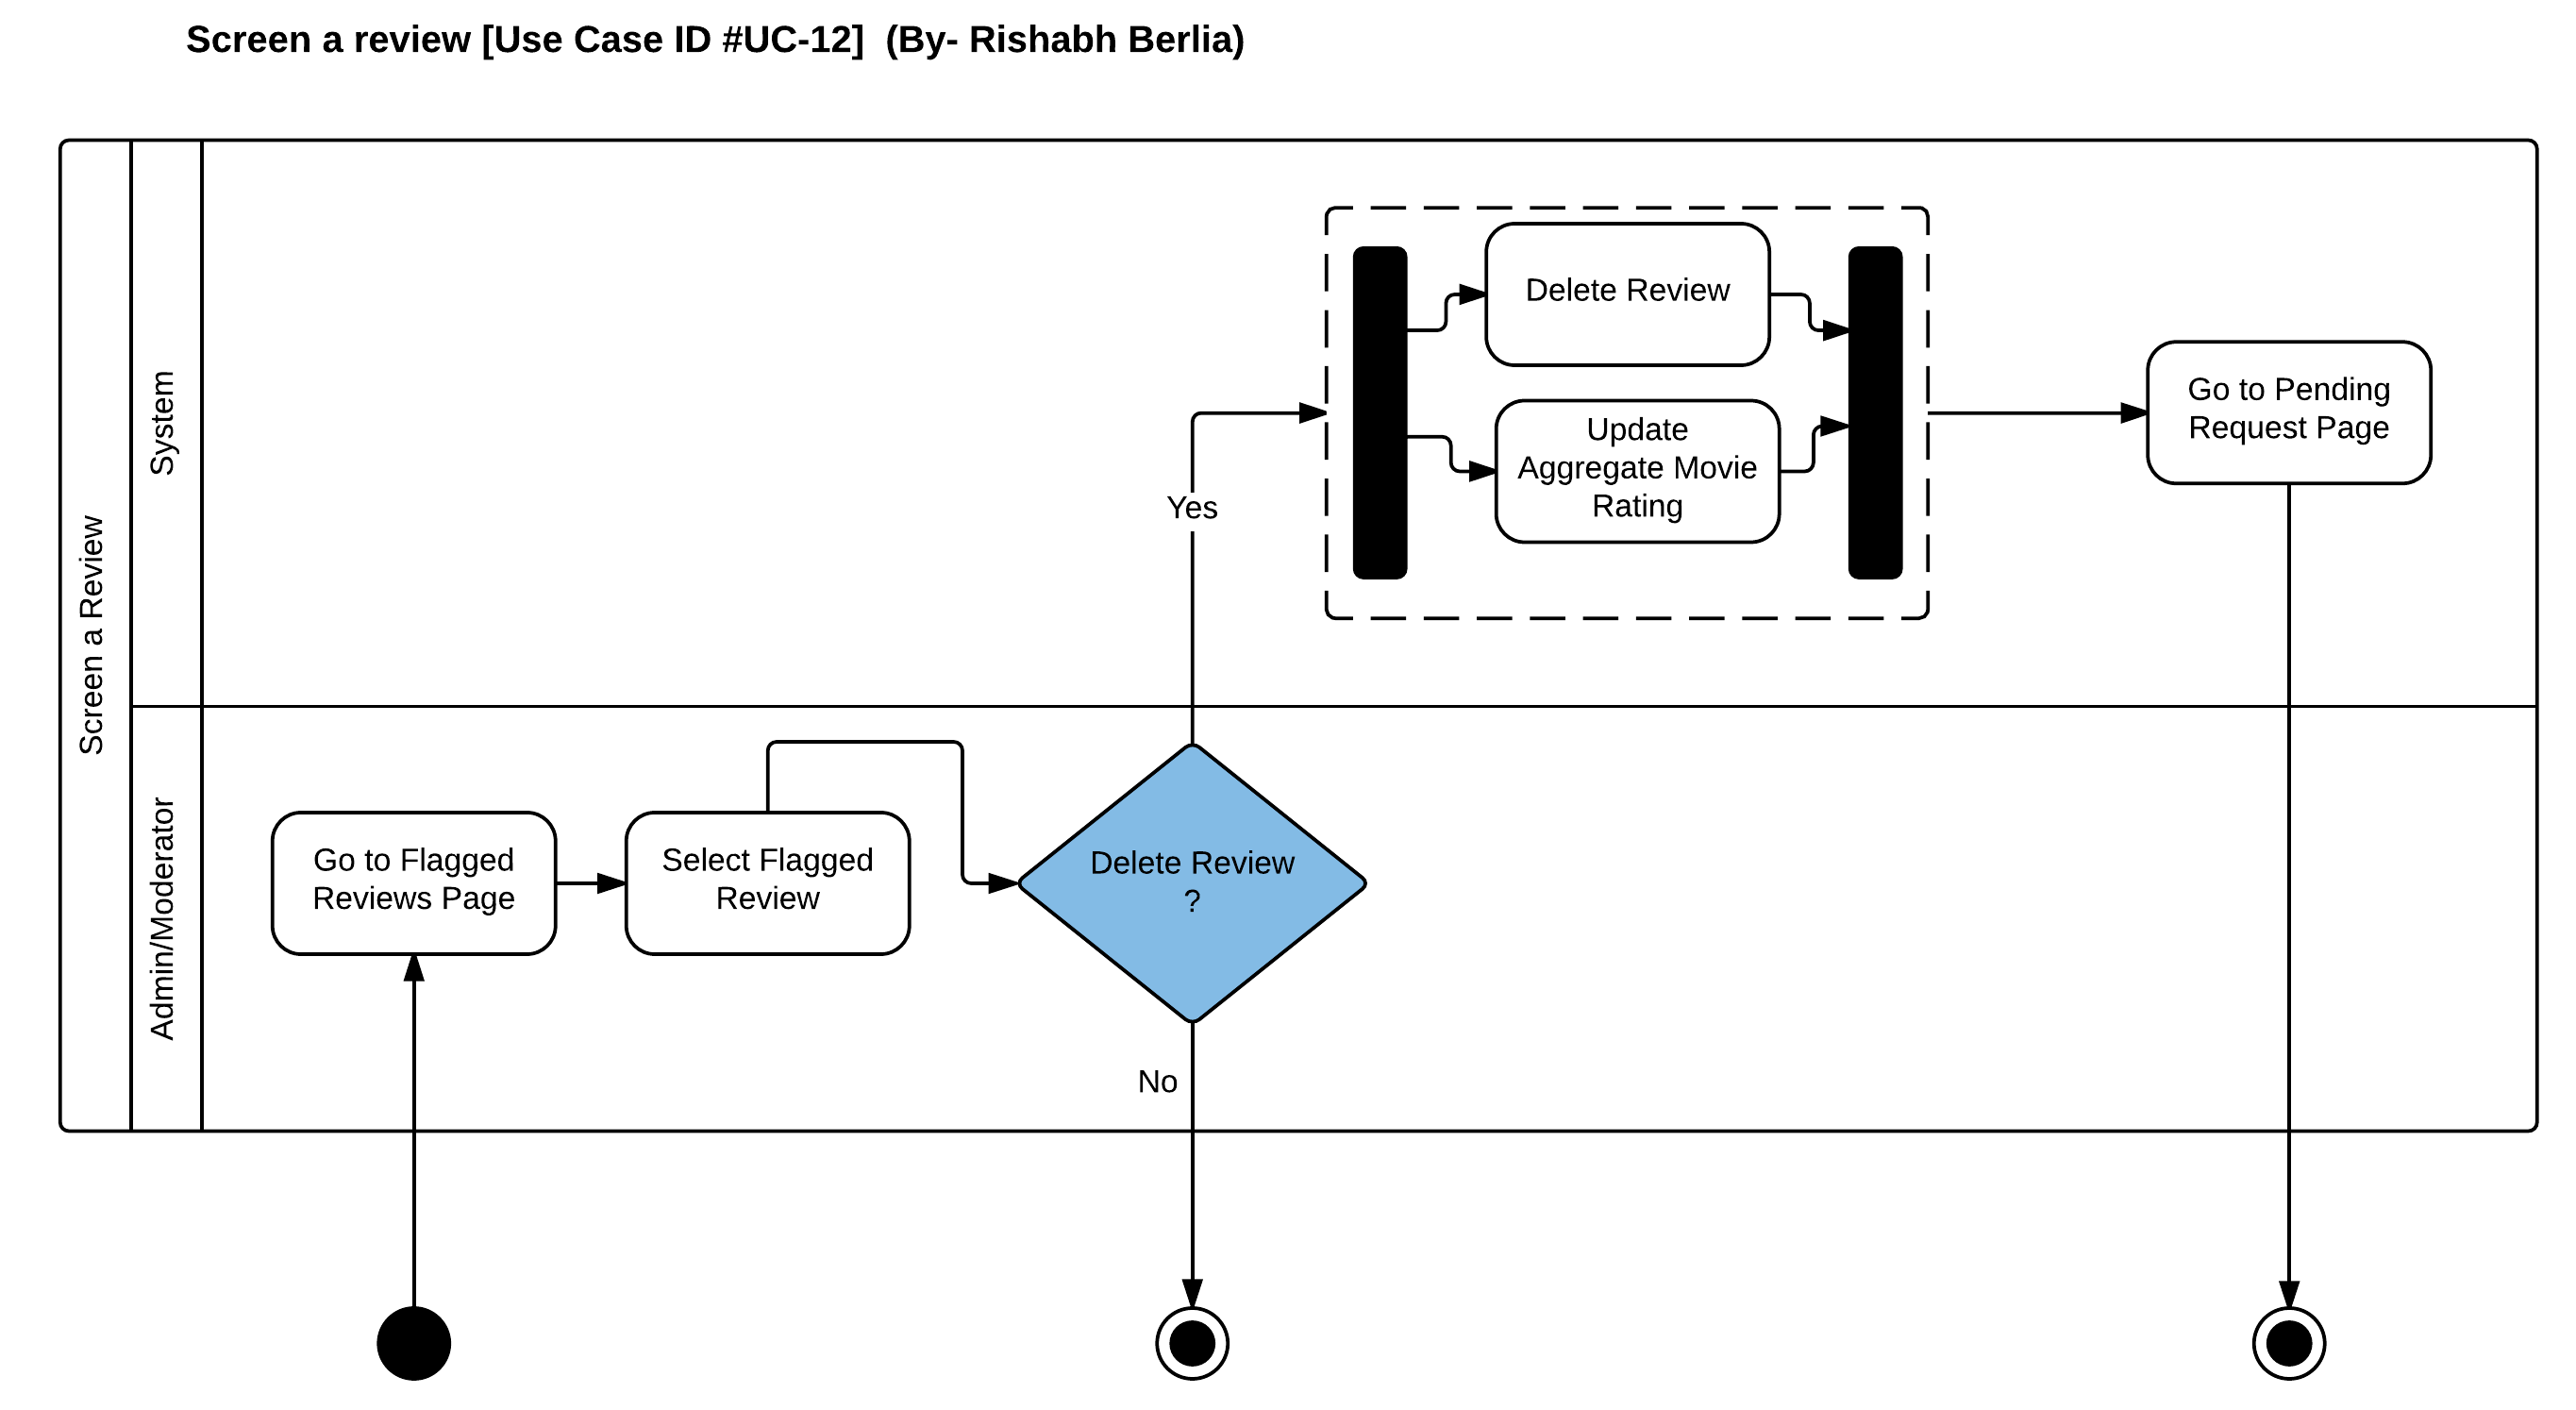 Screen a review [Use Case ID #UC-12]  (By- Rishabh Berlia)
Screen a Review
System
Delete Review
Update
Aggregate Movie
Rating
Go to Pending
Request Page
Yes
Admin/Moderator
Go to Flagged
Reviews Page
Select Flagged
Review
Delete Review
?
No